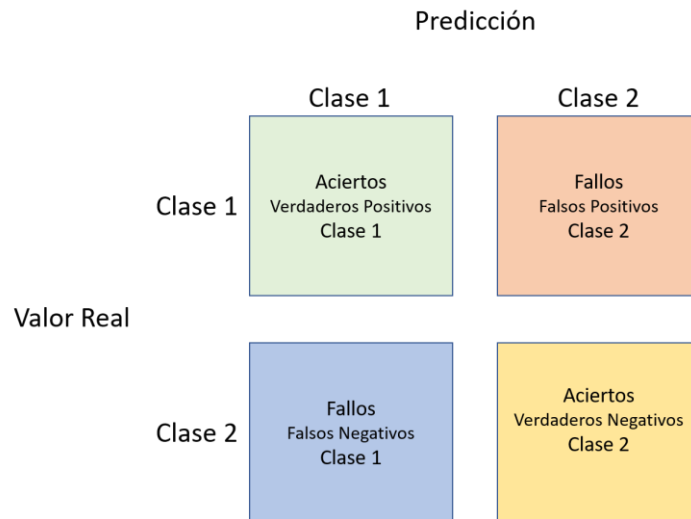 Predicción
Clase 1
Clase 2
Clase 1
Aciertos
Verdaderos Positivos
Clase 1
Fallos
Falsos Positivos
Clase 2
Valor Real
Clase 2
Fallos
Falsos Negativos
Clase 1
Aciertos
Verdaderos Negativos
Clase 2